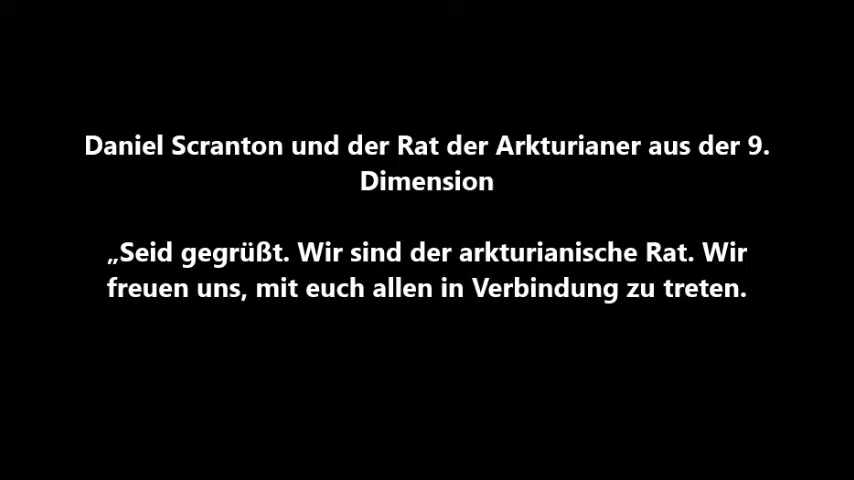 Daniel Scranton und der Rat der Arkturianer aus der 9.
Dimension
„Seid gegrüßt. Wir sind der arkturianische Rat. Wir
freuen uns, mit euch allen in Verbindung zu treten.